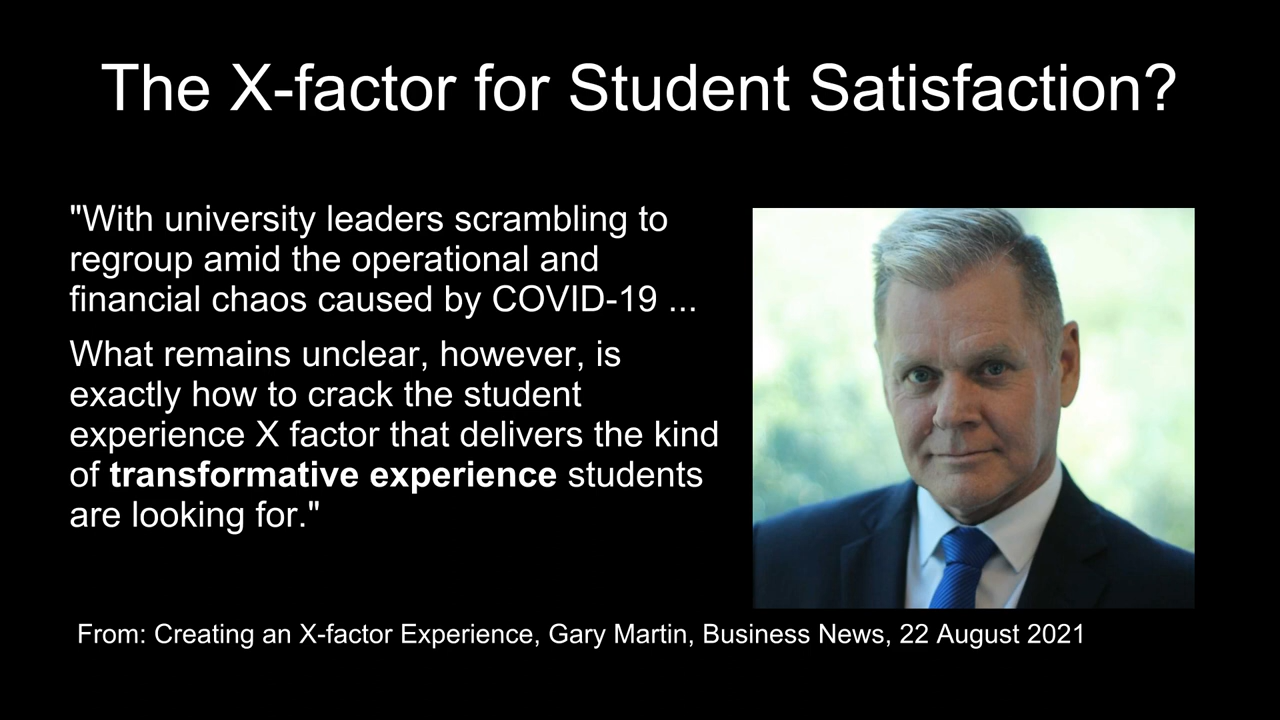 The X-factor for Student Satisfaction?
"With university leaders scrambling to
regroup amid the operational and
financial chaos caused by COVID-19 ...
What remains unclear, however, is
exactly how to crack the student
experience X factor that delivers the kind
of transformative experience students
are looking for."
From: Creating an X-factor Experience, Gary Martin, Business News, 22 August 2021